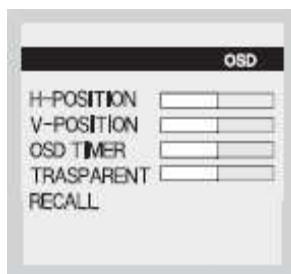 OSD
H-POSITION
V-POSITION
OSD TIMER
TRASPARENT
RECALL